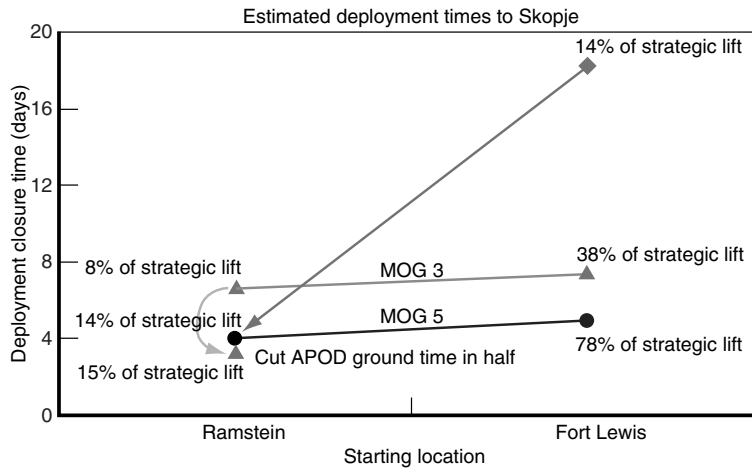 Estimated deployment times to Skopje
20
16
12
8
4
0
Deployment closure time (days)
14% of strategic lift
8% of strategic lift
MOG 3
38% of strategic lift
14% of strategic lift
MOG 5
Cut APOD ground time in half
78% of strategic lift
15% of strategic lift
Ramstein
Fort Lewis
Starting location